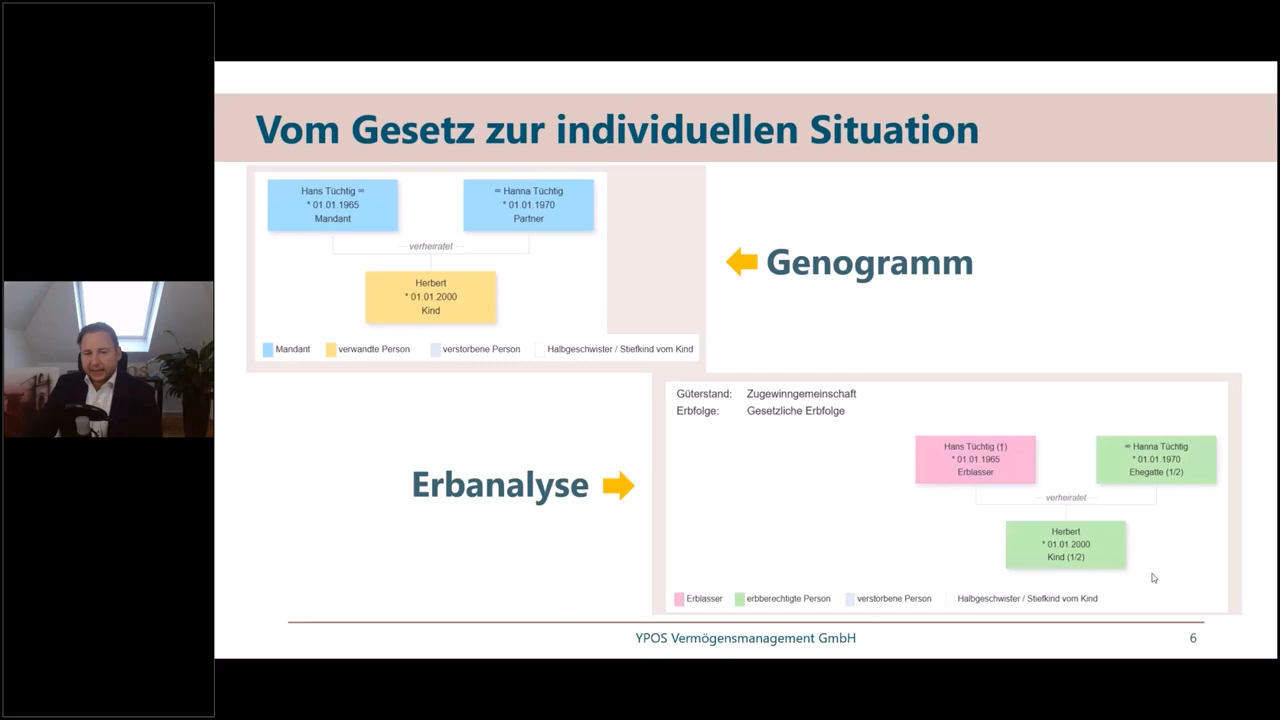 Vom Gesetz zur individuellen Situation
Hans Tüchtig ∞
* 01.01.1965
Mandant
∞ Hanna Tüchtig
* 01.01.1970
Partner
verheiratet
Herbert
* 01.01.2000
Kind
Mandant verwandte Person verstorbene Person Halbgeschwister / Stiefkind vom Kind
Genogramm
Güterstand: Zugewinngemeinschaft
Erbfolge: Gesetzliche Erbfolge
Hans Tüchtig (†)
* 01.01.1965
Erblasser
∞ Hanna Tüchtig
* 01.01.1970
Ehegatte (1/2)
verheiratet
Erbanalyse
Herbert
* 01.01.2000
Kind (1/2)
Erblasser erbberechtigte Person verstorbene Person Halbgeschwister / Stiefkind vom Kind
YPOS Vermögensmanagement GmbH
6